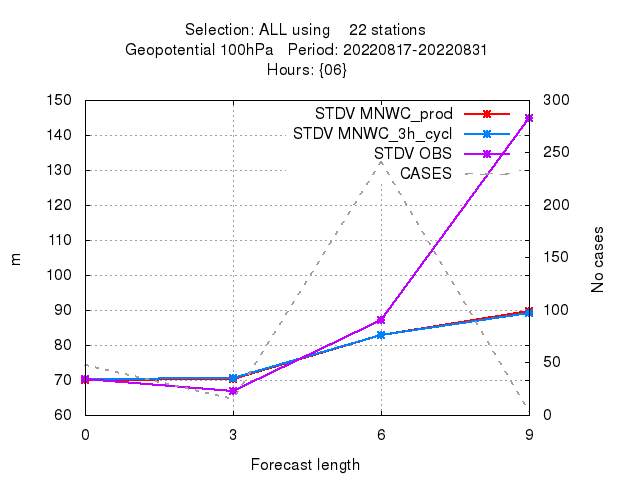 Selection: ALL using 22 stations
Geopotential 100hPa Period: 20220817-20220831
Hours: {06}
150 300
140
130
120
110
100
90
80
70
60 0
250
200
150
100
50
STDV MNWC_prod
STDV MNWC_3h_cycl
STDV OBS
CASES
m
No cases
0 3 6 9
Forecast length